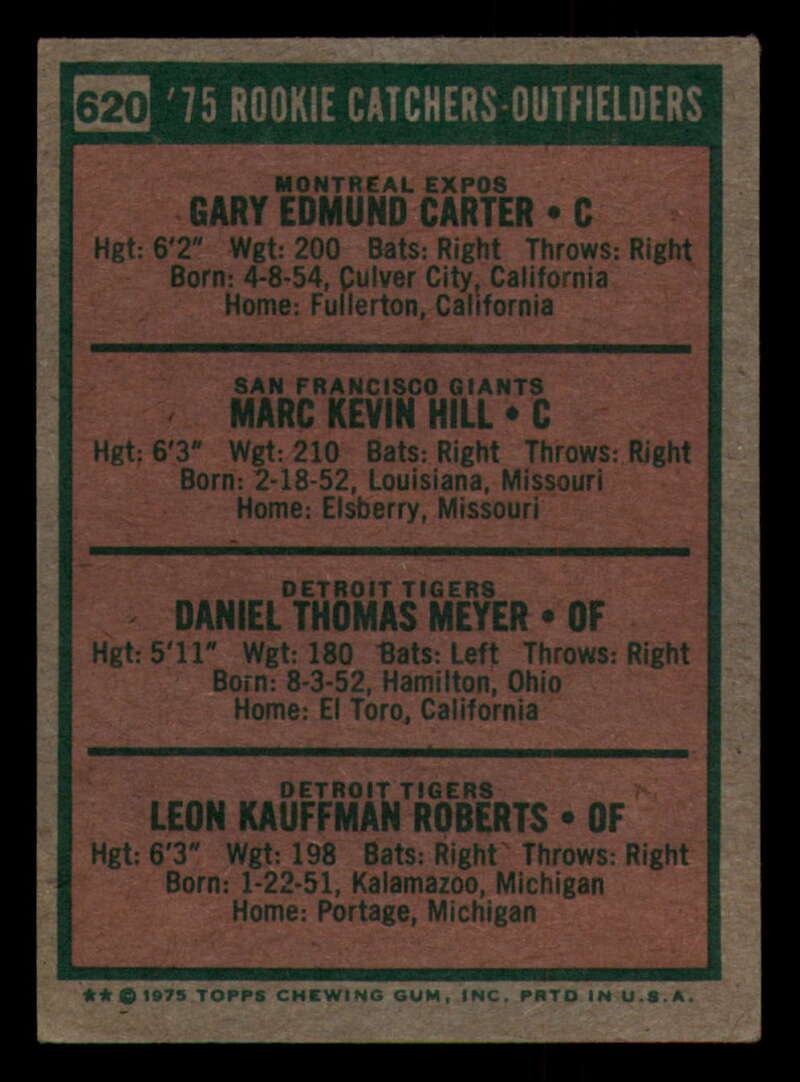 620 '75 ROOKIE CATCHERS-OUTFIELDERS
MONTREAL EXPOS
GARY EDMUND CARTER • C
Hgt: 6'2" Wgt: 200 Bats: Right Throws: Right
Born: 4-8-54, Culver City, California
Home: Fullerton, California
SAN FRANCISCO GIANTS
MARC KEVIN HILL • C
Hgt: 6'3" Wgt: 210 Bats: Right Throws: Right
Born: 2-18-52, Louisiana, Missouri
Home: Elsberry, Missouri
DETROIT TIGERS
DANIEL THOMAS MEYER • OF
Hgt: 5'11" Wgt: 180 Bats: Left Throws: Right
Born: 8-3-52, Hamilton, Ohio
Home: El Toro, California
DETROIT TIGERS
LEON KAUFFMAN ROBERTS • OF
Hgt: 6'3" Wgt: 198 Bats: Right Throws: Right
Born: 1-22-51, Kalamazoo, Michigan
Home: Portage, Michigan
★★ © 1975 TOPPS CHEWING GUM, INC. PRTD IN U.S.A.